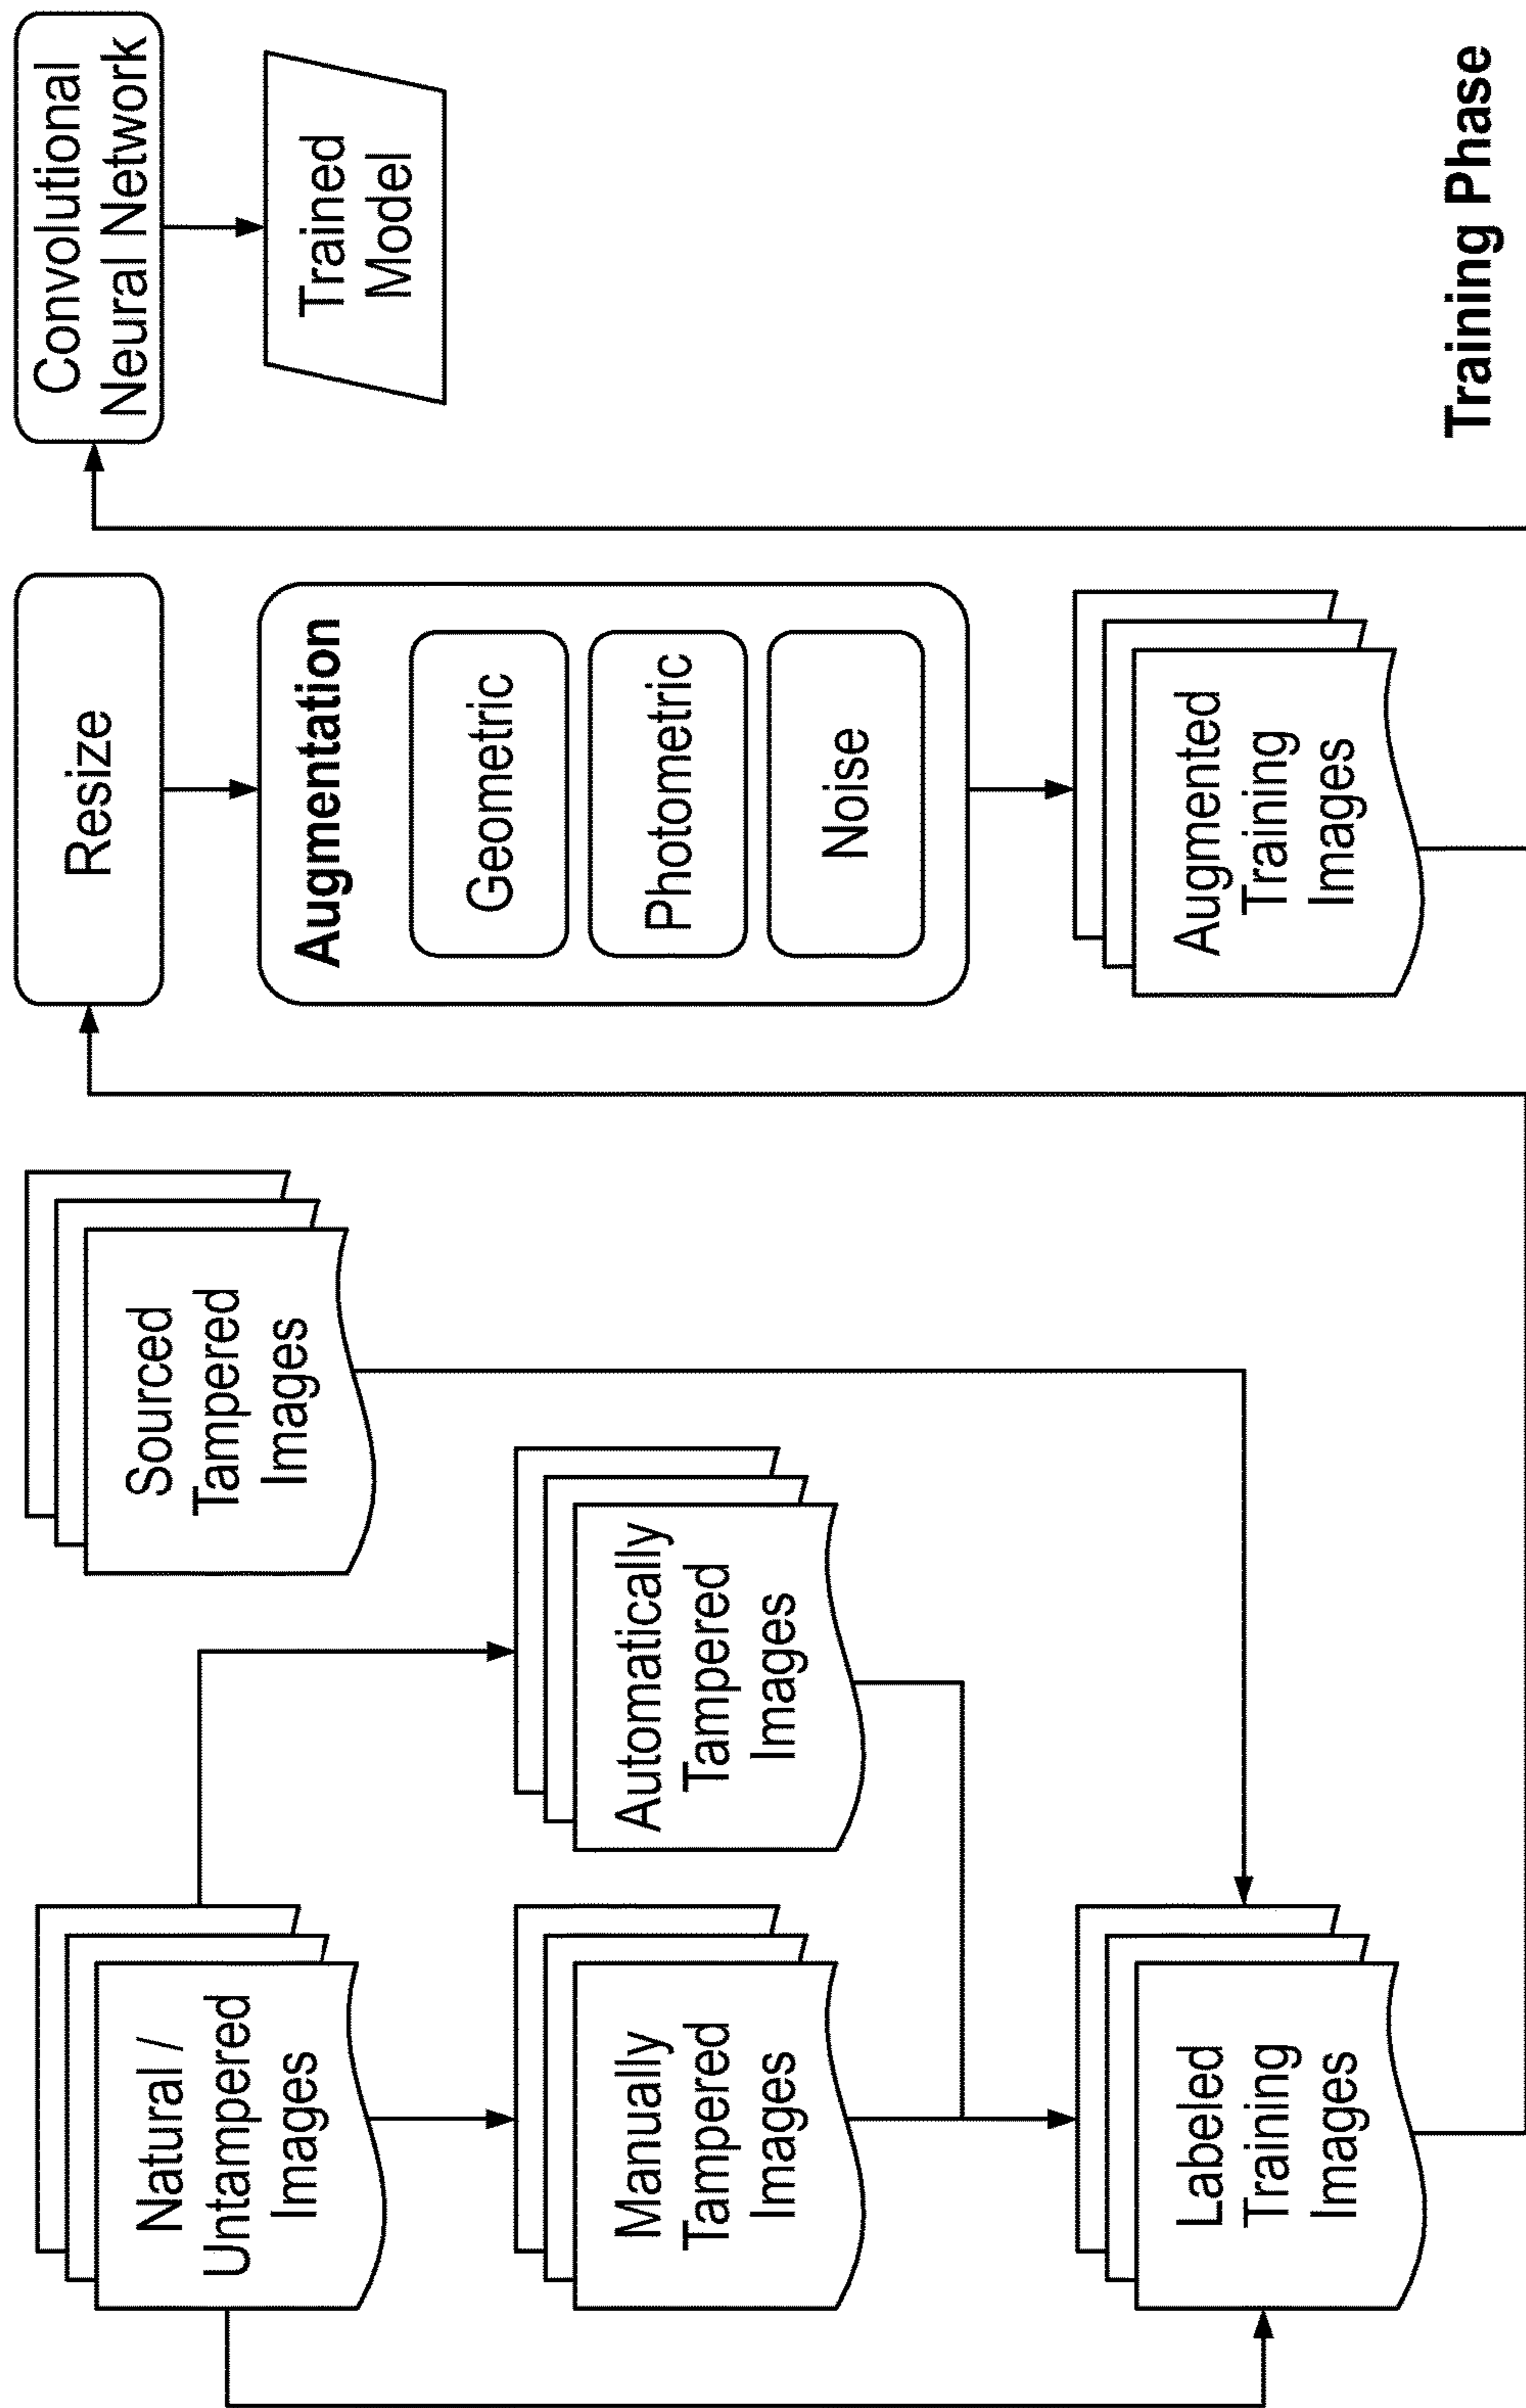 Natural /
Untampered
Images
Sourced
Tampered
Images
Manually
Tampered
Images
Automatically
Tampered
Images
Labeled
Training
Images
Resize
Augmentation
Geometric
Photometric
Noise
Augmented
Training
Images
Convolutional
Neural Network
Trained
Model
Training Phase